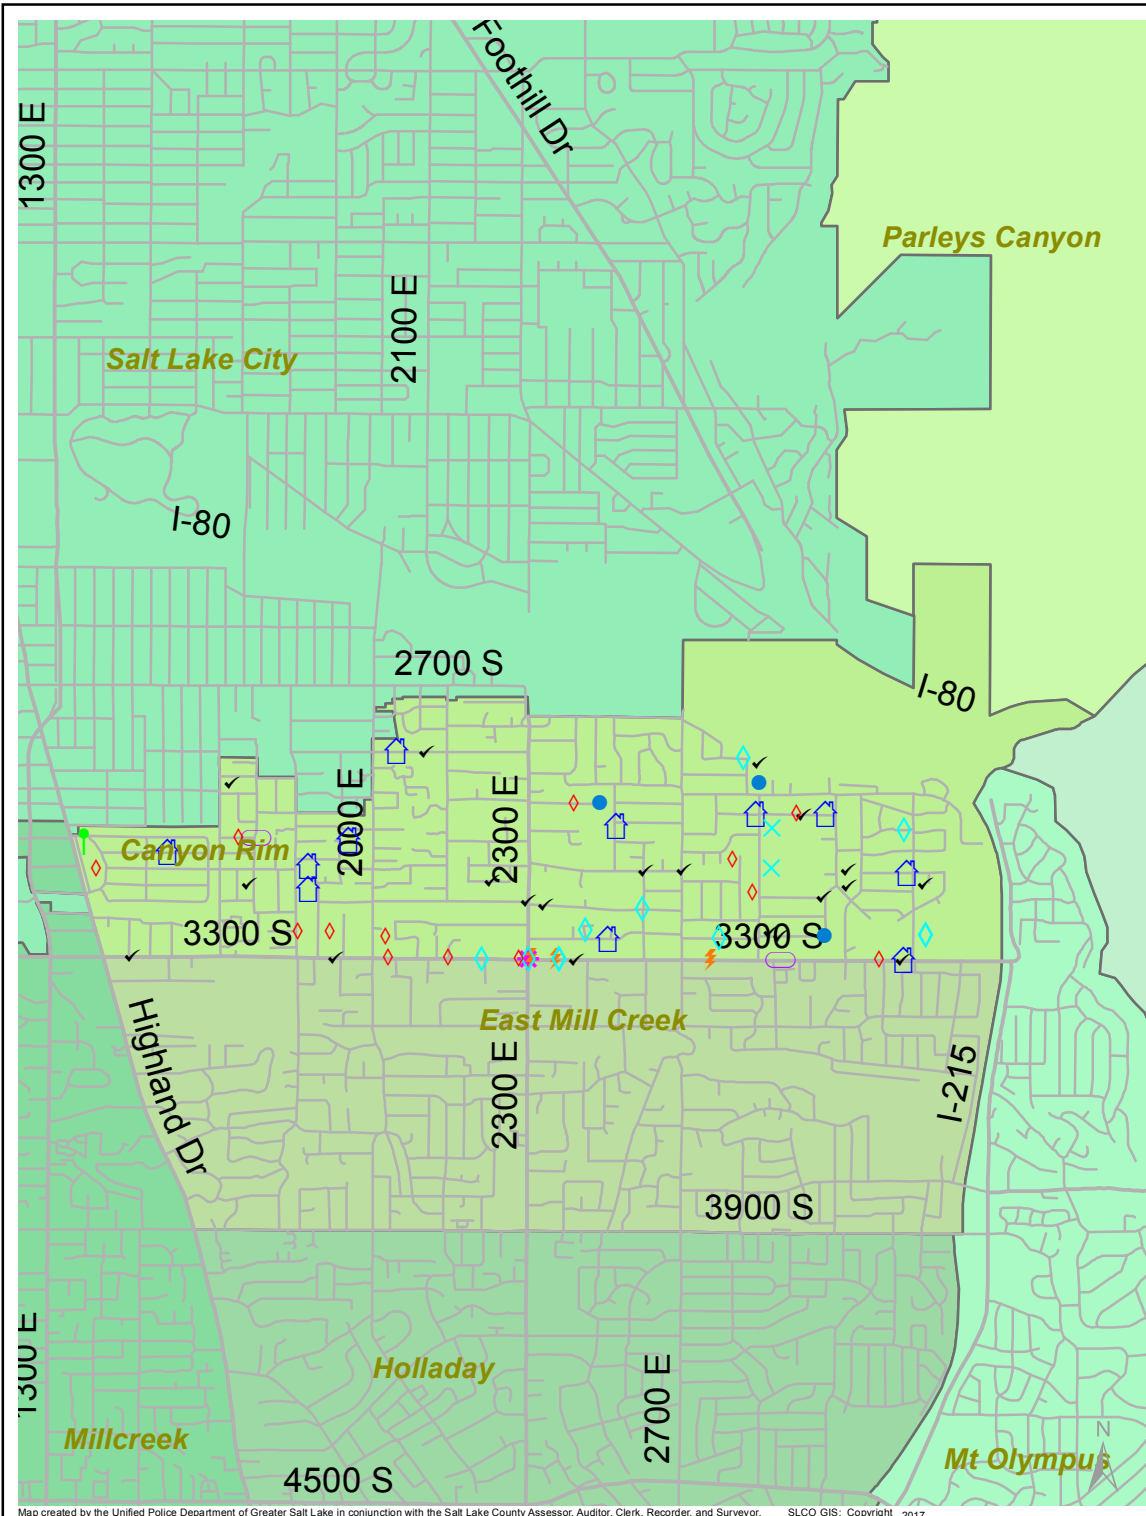 Foothill Dr
1300 E
Parleys Canyon
2100 E
Salt Lake City
I-80
2700 S
I-80
2000 E
2300 E
Canyon Rim
3300 S
3300 S
East Mill Creek
Highland Dr
2300 E
I-215
3900 S
1300 E
Holladay
2700 E
Millcreek
N
Mt Olympus
4500 S
Map created by the Unified Police Department of Greater Salt Lake in conjunction with the Salt Lake County Assessor, Auditor, Clerk, Recorder, and Surveyor. SLCO GIS: Copyright 2017